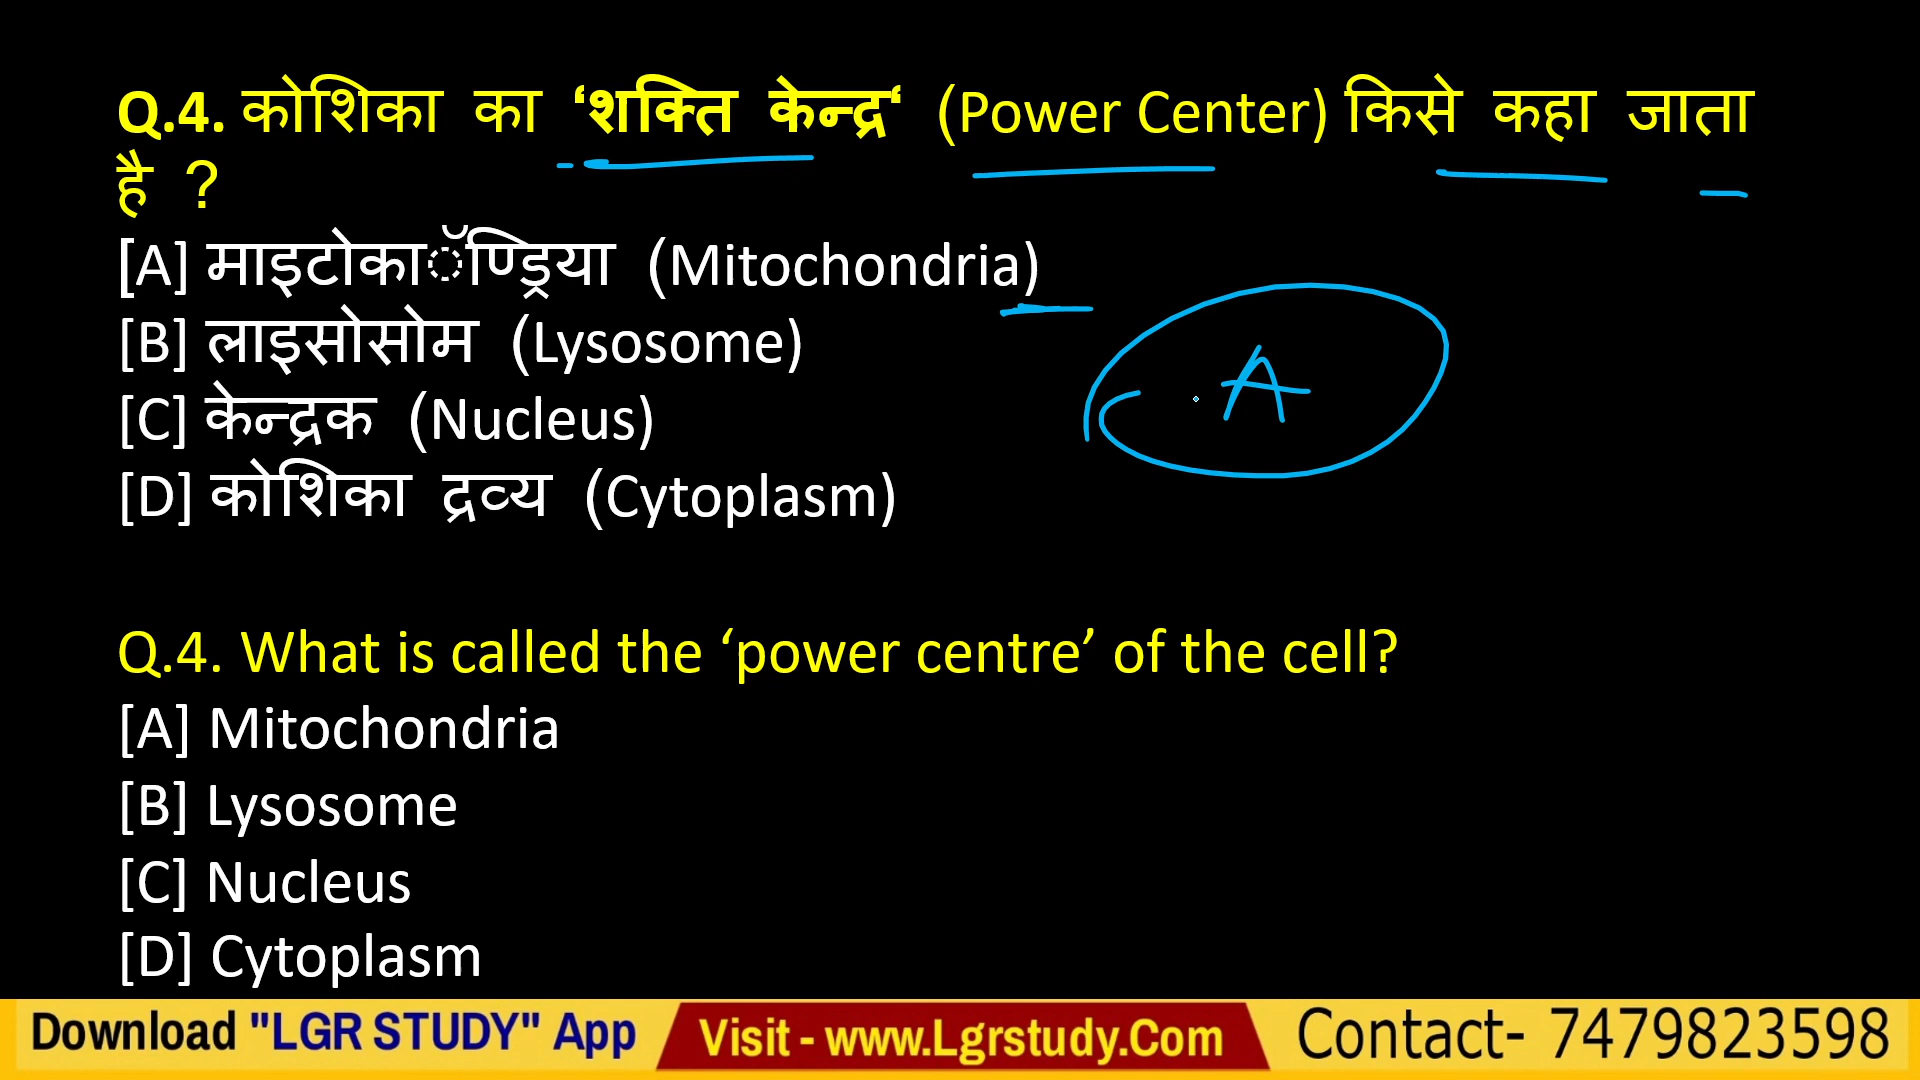 Q.4. कोशिका का ‘शक्ति केन्द्र‘ (Power Center) किसे कहा जाता
है ?
[A] माइटोकाॅण्ड्रिया (Mitochondria)
[B] लाइसोसोम (Lysosome)
[C] केन्द्रक (Nucleus)
[D] कोशिका द्रव्य (Cytoplasm)
A
Q.4. What is called the ‘power centre’ of the cell?
[A] Mitochondria
[B] Lysosome
[C] Nucleus
[D] Cytoplasm
Download "LGR STUDY" App Visit - www.Lgrstudy.Com Contact- 7479823598